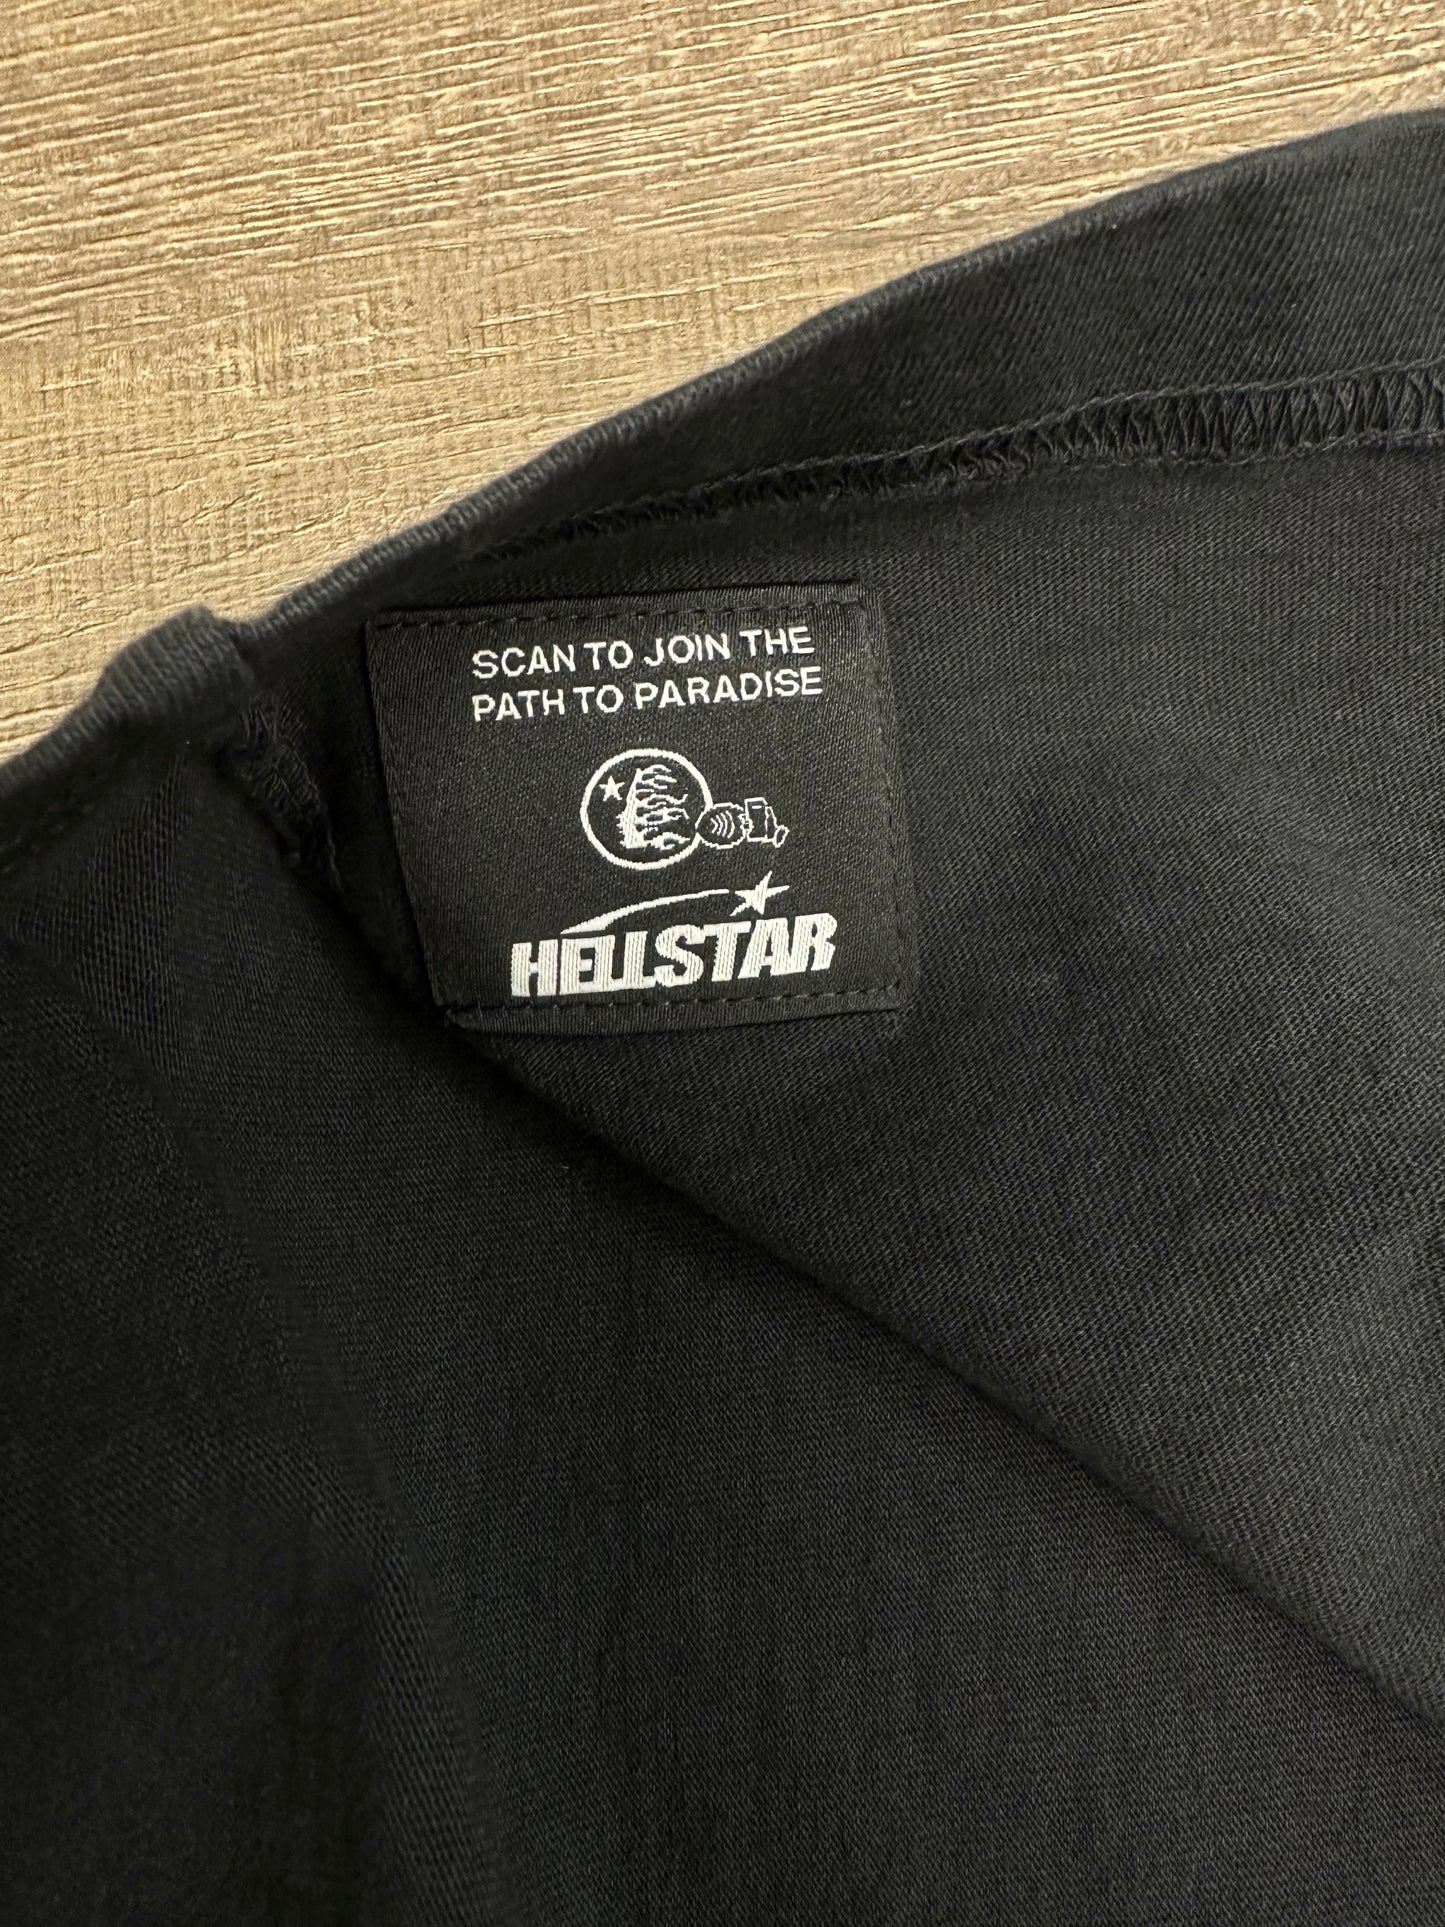 SCAN TO JOIN THE
PATH TO PARADISE
HELLSTAR